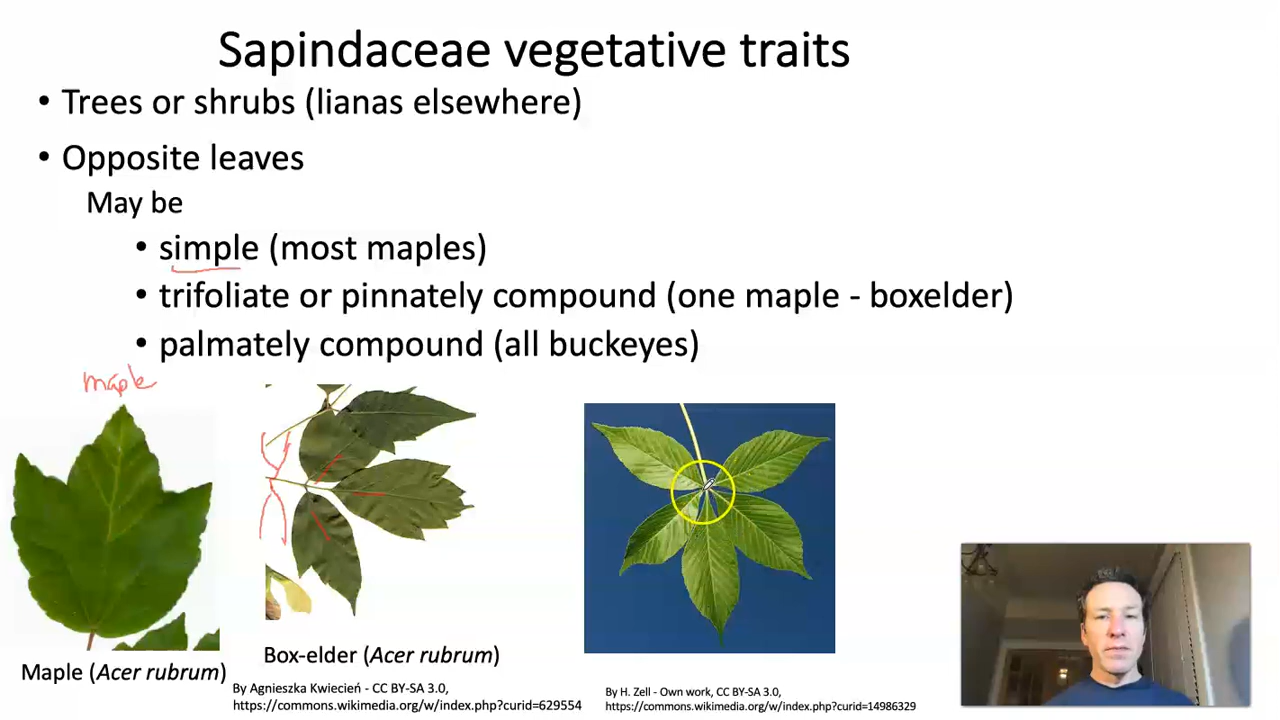 Sapindaceae vegetative traits
• Trees or shrubs (lianas elsewhere)
• Opposite leaves
May be
• simple (most maples)
• trifoliate or pinnately compound (one maple - boxelder)
• palmately compound (all buckeyes)
maple
Maple (Acer rubrum)
Box-elder (Acer rubrum)
By Agnieszka Kwiecień - CC BY-SA 3.0,
https://commons.wikimedia.org/w/index.php?curid=629554
By H. Zell - Own work, CC BY-SA 3.0,
https://commons.wikimedia.org/w/index.php?curid=14986329